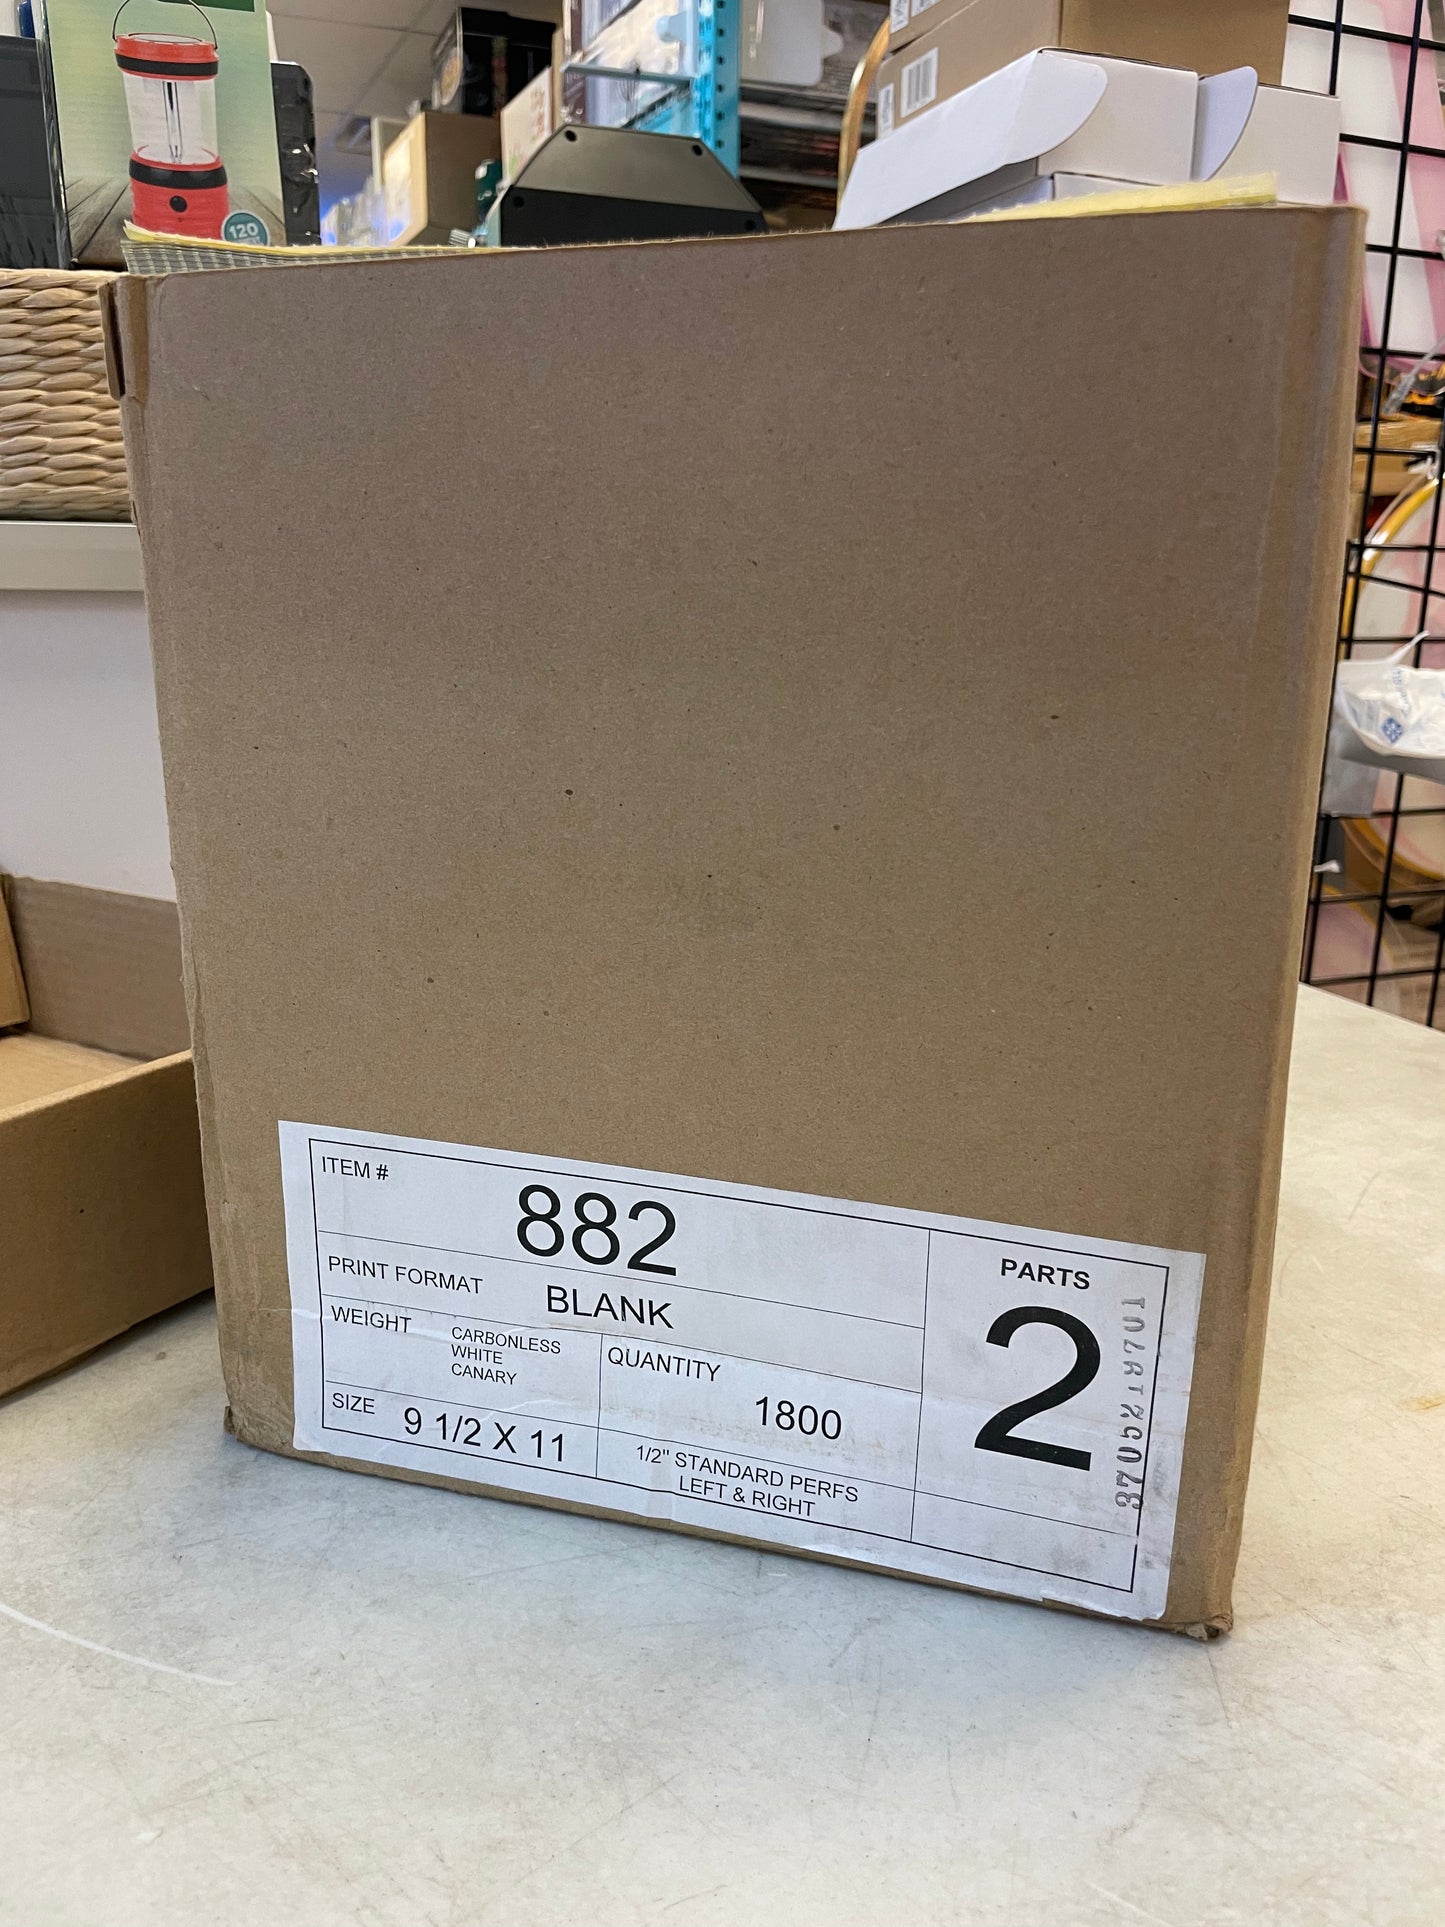 120
ITEM #
882
PRINT FORMAT
BLANK
WEIGHT
CARBONLESS
WHITE
CANARY
QUANTITY
1800
SIZE
9 1/2 X 11
1/2" STANDARD PERFS
LEFT & RIGHT
PARTS
2